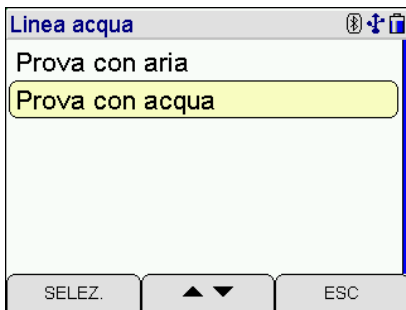 Linea acqua
Prova con aria
Prova con acqua
SELEZ. ▲ ▼ ESC